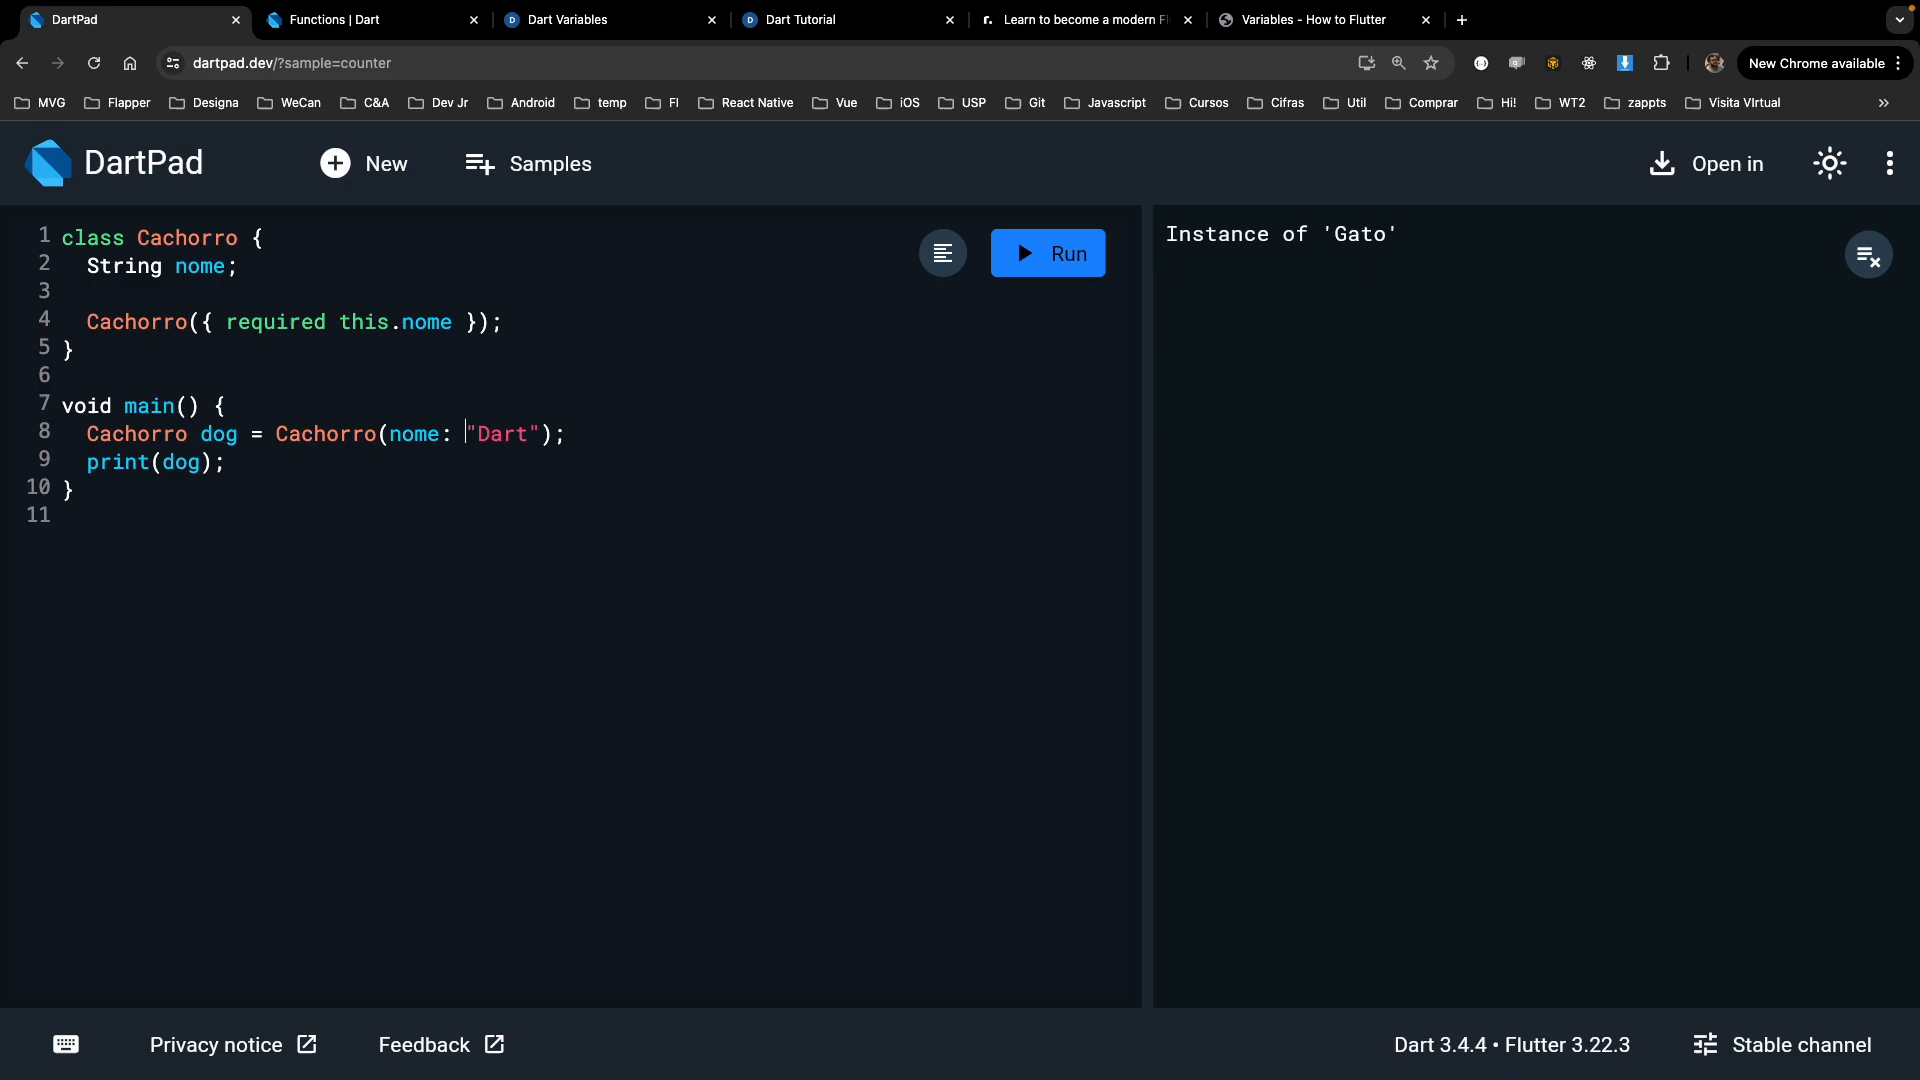 DartPad
Functions | Dart
Dart Variables
Dart Tutorial
Learn to become a modern Fl
Variables - How to Flutter
dartpad.dev/?sample=counter
New Chrome available
MVG
Flapper
Designa
WeCan
C&A
Dev Jr
Android
temp
FI
React Native
Vue
iOS
USP
Git
Javascript
Cursos
Cifras
Util
Comprar
Hi!
WT2
zappts
Visita VIrtual
DartPad
New
Samples
Open in
1 class Cachorro {
2 String nome;
3
4 Cachorro({ required this.nome });
5 }
6
7 void main() {
8 Cachorro dog = Cachorro(nome: "Dart");
9 print(dog);
10 }
11
Run
Instance of 'Gato'
Privacy notice
Feedback
Dart 3.4.4 • Flutter 3.22.3
Stable channel